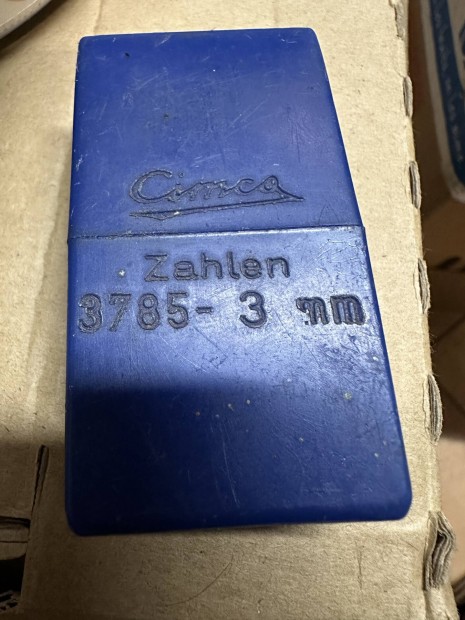 Cimco
Zahlen
3785- 3 mm